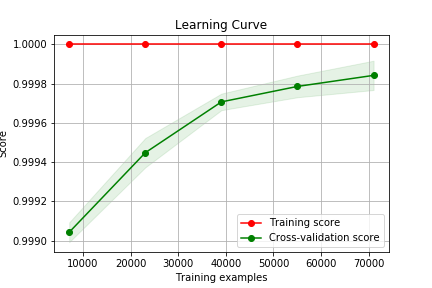 Learning Curve
1.0000
0.9998
0.9996
0.9994
0.9992
0.9990
Score
Training score
Cross-validation score
10000 20000 30000 40000 50000 60000 70000
Training examples